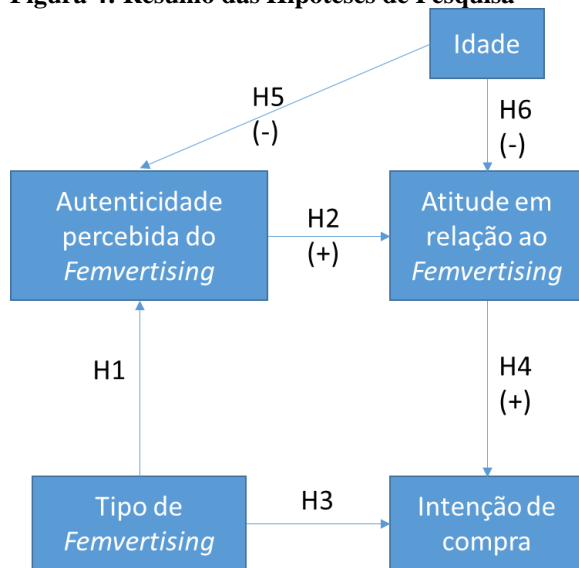 Figura 4: Resumo das Hipóteses de Pesquisa
Idade
H5
(-)
H6
(-)
Autenticidade
percebida do
Femvertising
H2
(+)
Atitude em
relação ao
Femvertising
H1
H4
(+)
Tipo de
Femvertising
H3
Intenção de
compra